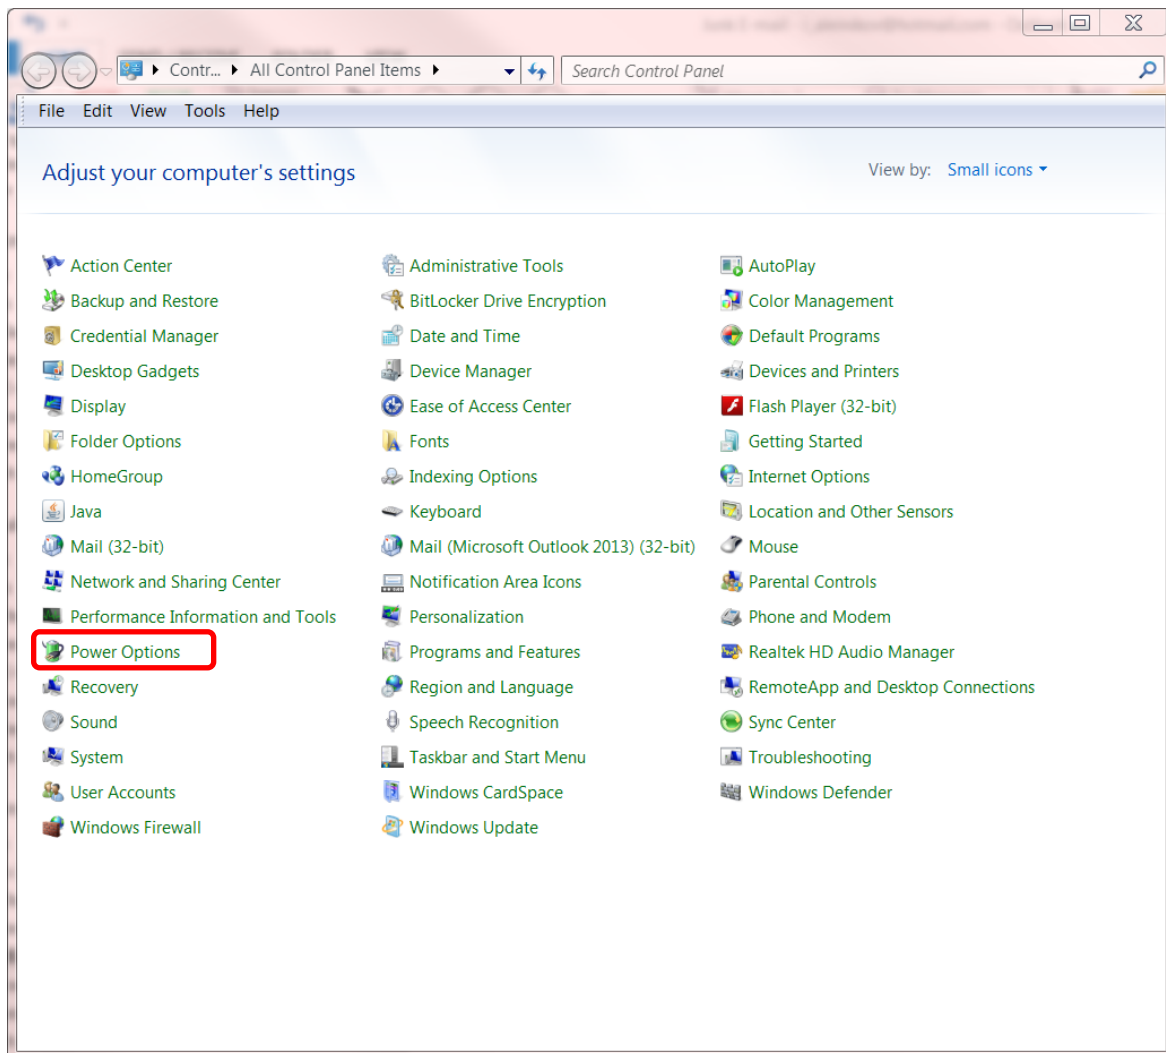 Contr... All Control Panel Items Search Control Panel
File Edit View Tools Help
Adjust your computer's settings View by: Small icons
Action Center Administrative Tools AutoPlay
Backup and Restore BitLocker Drive Encryption Color Management
Credential Manager Date and Time Default Programs
Desktop Gadgets Device Manager Devices and Printers
Display Ease of Access Center Flash Player (32-bit)
Folder Options Fonts Getting Started
HomeGroup Indexing Options Internet Options
Java Keyboard Location and Other Sensors
Mail (32-bit) Mail (Microsoft Outlook 2013) (32-bit) Mouse
Network and Sharing Center Notification Area Icons Parental Controls
Performance Information and Tools Personalization Phone and Modem
Power Options Programs and Features Realtek HD Audio Manager
Recovery Region and Language RemoteApp and Desktop Connections
Sound Speech Recognition Sync Center
System Taskbar and Start Menu Troubleshooting
User Accounts Windows CardSpace Windows Defender
Windows Firewall Windows Update